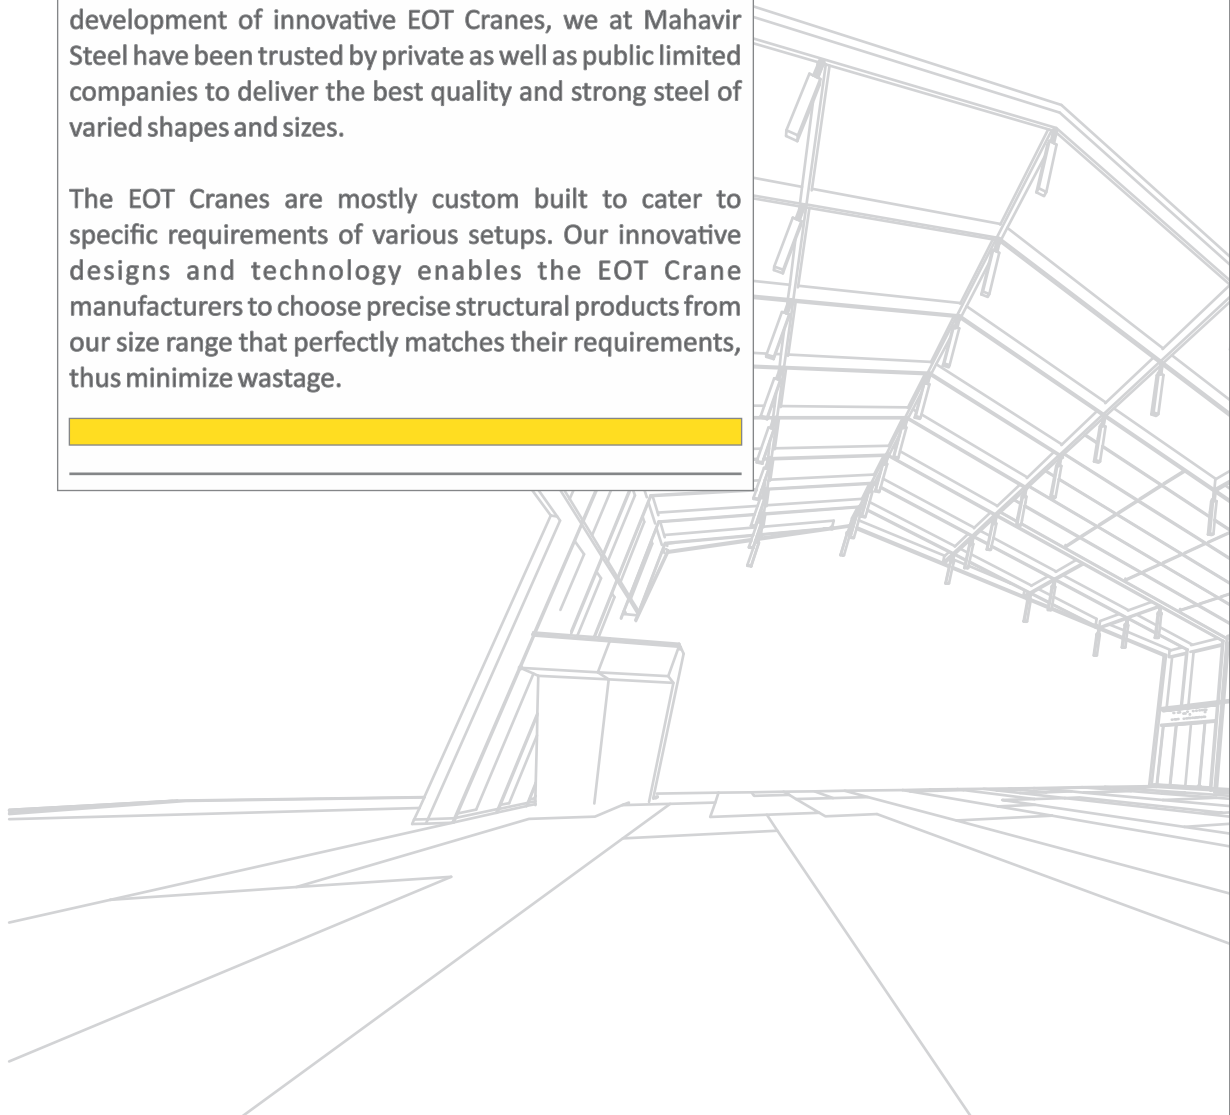 development of innovative EOT Cranes, we at Mahavir
Steel have been trusted by private as well as public limited
companies to deliver the best quality and strong steel of
varied shapes and sizes.
The EOT Cranes are mostly custom built to cater to
specific requirements of various setups. Our innovative
designs and technology enables the EOT Crane
manufacturers to choose precise structural products from
our size range that perfectly matches their requirements,
thus minimize wastage.